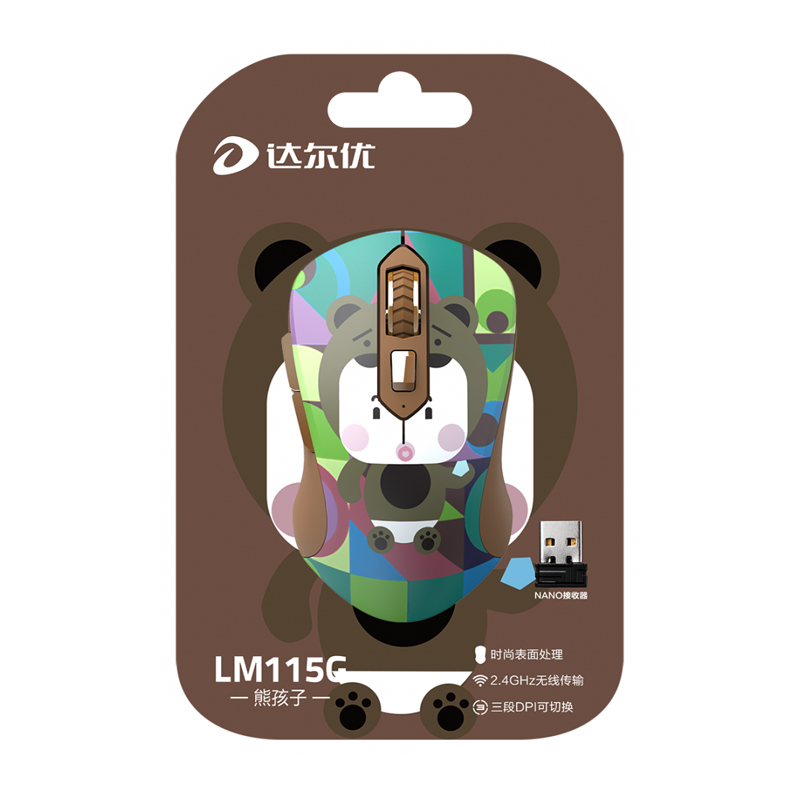 达尔优
NANO接收器
LM115G
— 熊孩子 —
时尚表面处理
2.4GHz无线传输
3 三段DPI可切换